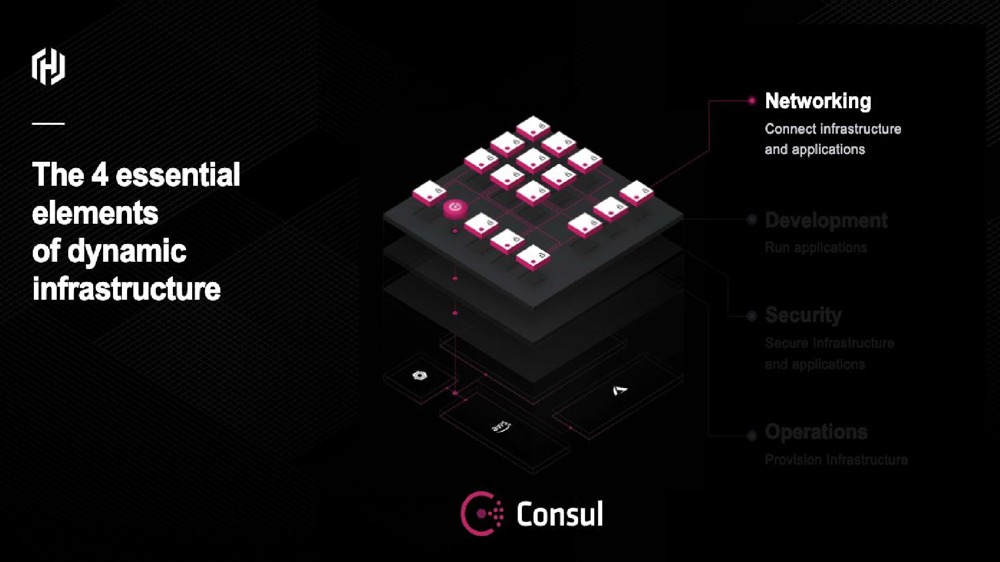 The 4 essential
elements
of dynamic
infrastructure
Networking
Connect infrastructure
and applications
Development
Run applications
Security
Secure Infrastructure
and applications
Operations
Provision Infrastructure
aws
Consul